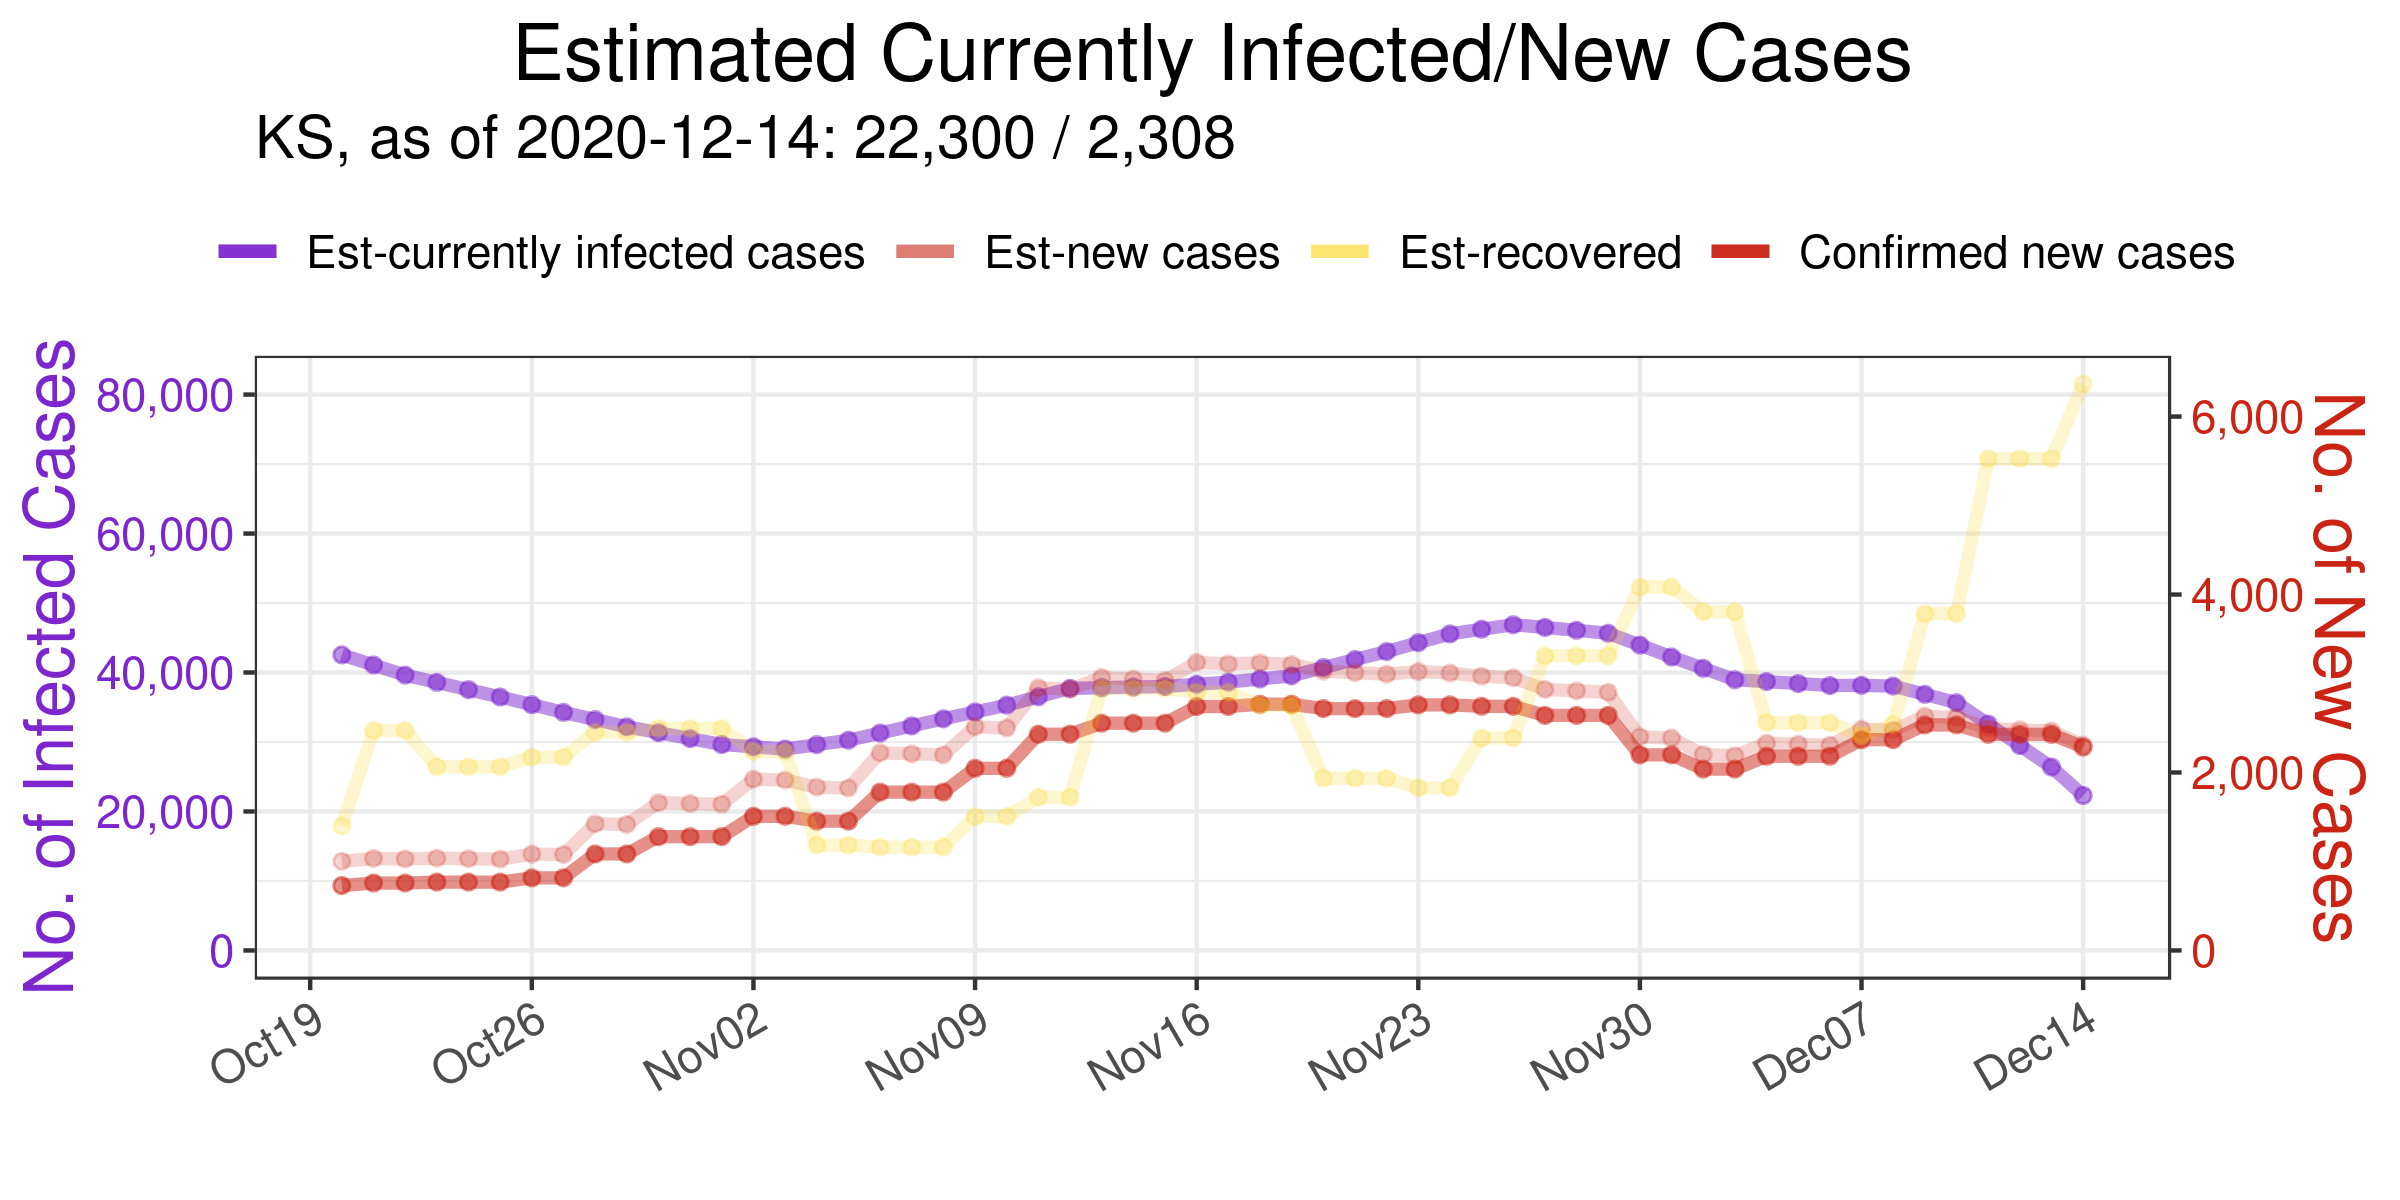 Estimated Currently Infected/New Cases
KS, as of 2020-12-14: 22,300 / 2,308
Est-currently infected cases Est-new cases Est-recovered Confirmed new cases
No. of Infected Cases
80,000
60,000
40,000
20,000
0
6,000
4,000
2,000
0
No. of New Cases
Oct19 Oct26 Nov02 Nov09 Nov16 Nov23 Nov30 Dec07 Dec14